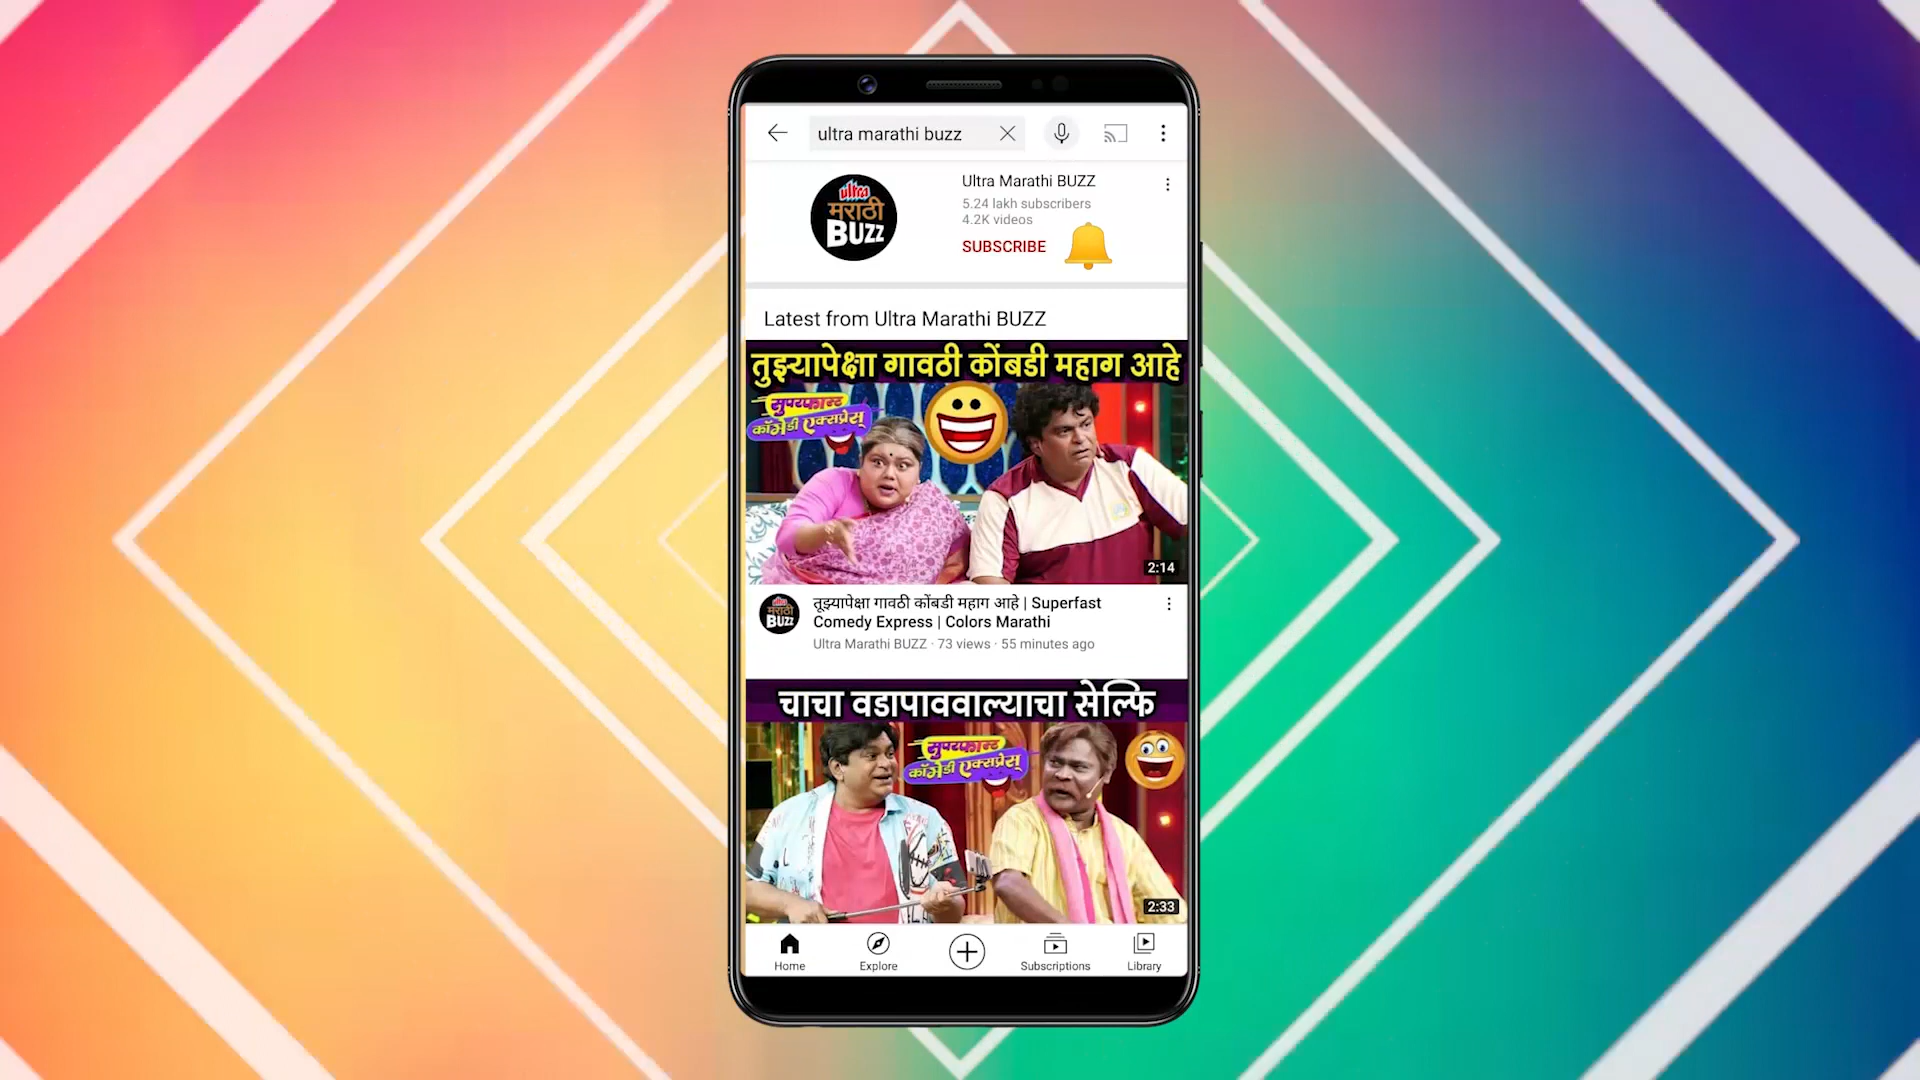 ultra marathi buzz
ultra
मराठी
BUZZ
Ultra Marathi BUZZ
5.24 lakh subscribers
4.2K videos
SUBSCRIBE
Latest from Ultra Marathi BUZZ
तुझ्यापेक्षा गावठी कोंबडी महाग आहे
सुपरफास्ट
कॉमेडी एक्सप्रेस्
2:14
ultra
मराठी
BUZZ
तूझ्यापेक्षा गावठी कोंबडी महाग आहे | Superfast
Comedy Express | Colors Marathi
Ultra Marathi BUZZ · 73 views · 55 minutes ago
चाचा वडापाववाल्याचा सेल्फि
सुपरफास्ट
कॉमेडी एक्सप्रेस्
2:33
Home
Explore
Subscriptions
Library